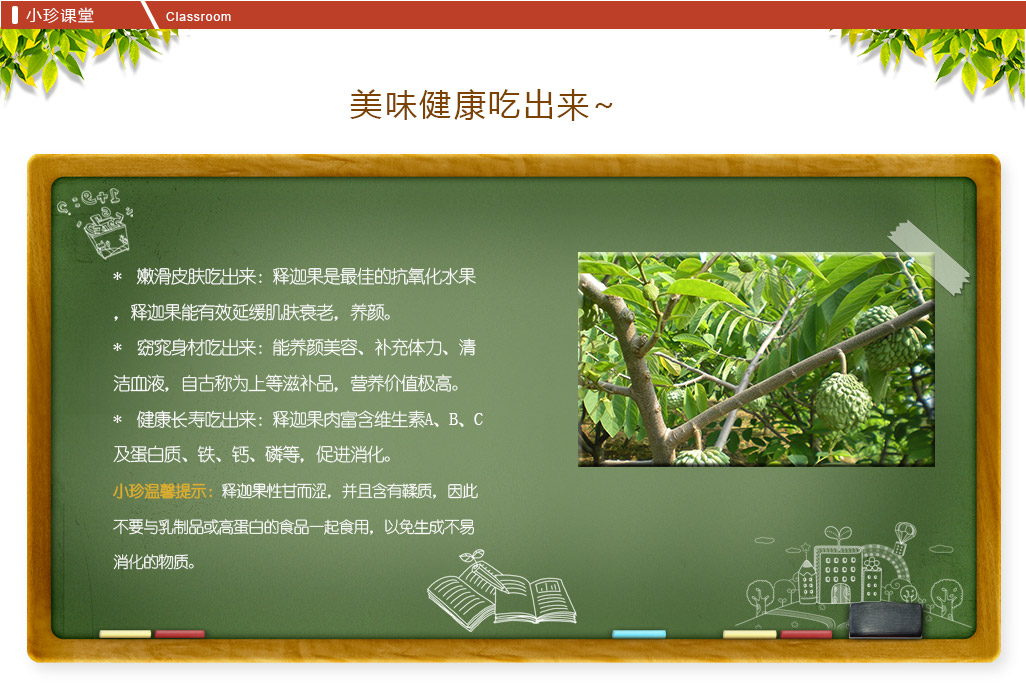 小珍课堂 Classroom
美味健康吃出来~
* 嫩滑皮肤吃出来：释迦果是最佳的抗氧化水果
，释迦果能有效延缓肌肤衰老，养颜。
* 窈窕身材吃出来：能养颜美容、补充体力、清
洁血液，自古称为上等滋补品，营养价值极高。
* 健康长寿吃出来：释迦果肉富含维生素A、B、C
及蛋白质、铁、钙、磷等，促进消化。
小珍温馨提示：释迦果性甘而涩，并且含有鞣质，因此
不要与乳制品或高蛋白的食品一起食用，以免生成不易
消化的物质。